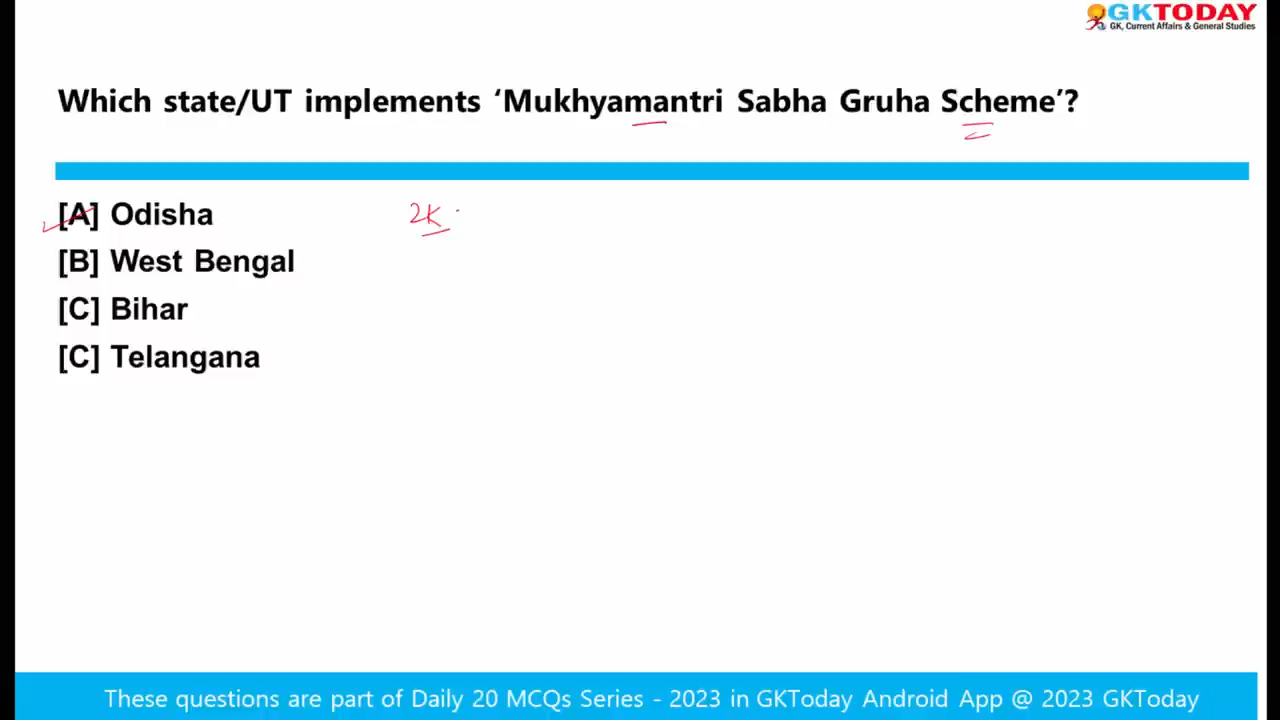 GKTODAY
GK, Current Affairs & General Studies
Which state/UT implements ‘Mukhyamantri Sabha Gruha Scheme’?
[A] Odisha
2K
[B] West Bengal
[C] Bihar
[C] Telangana
These questions are part of Daily 20 MCQs Series - 2023 in GKToday Android App @ 2023 GKToday